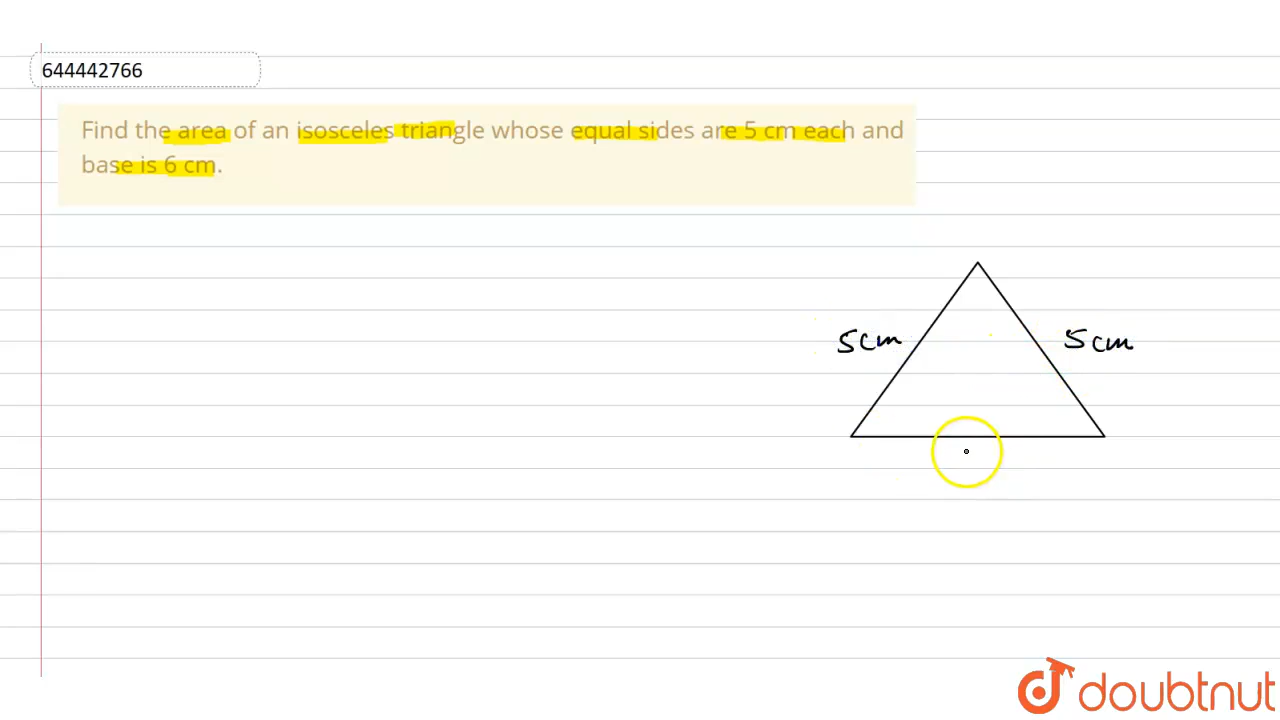 644442766
Find the area of an isosceles triangle whose equal sides are 5 cm each and
base is 6 cm.
5cm 5cm
doubtnut